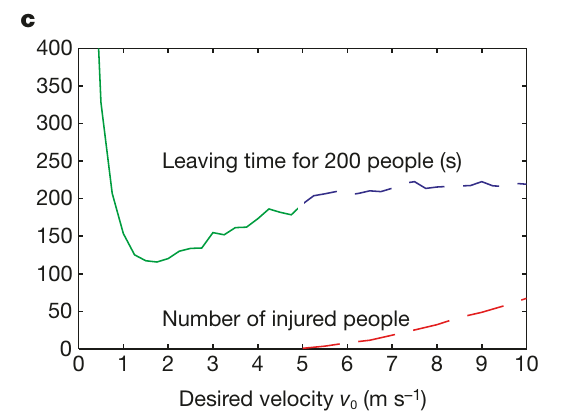 c
400
350
300
250
Leaving time for 200 people (s)
200
150
100
50
Number of injured people
0
0 1 2 3 4 5 6 7 8 9 10
Desired velocity v₀ (m s⁻¹)